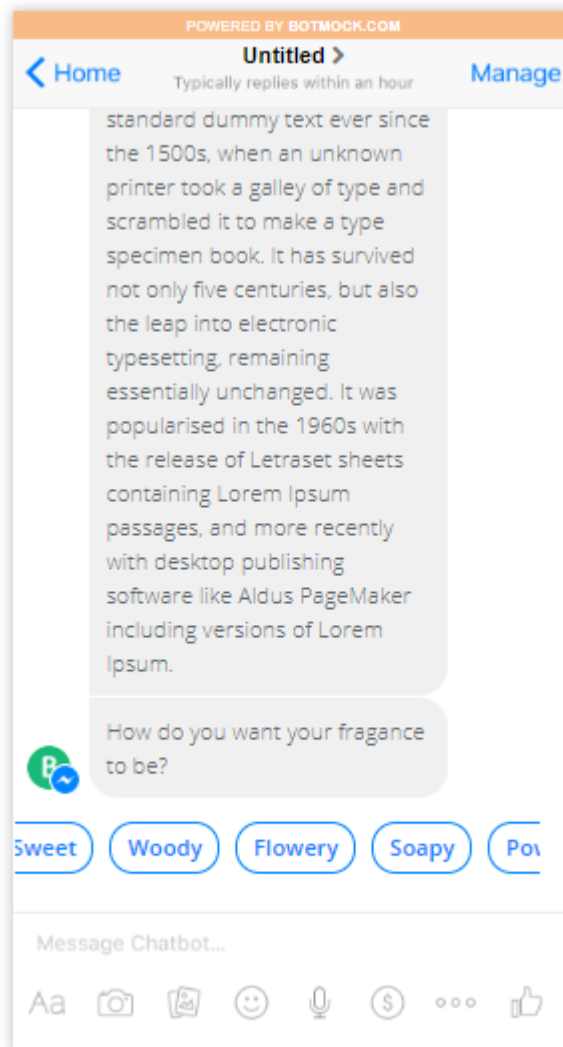 POWERED BY BOTMOCK.COM
Untitled >
Home
Typically replies within an hour
Manage
standard dummy text ever since
the 1500s, when an unknown
printer took a galley of type and
scrambled it to make a type
specimen book. It has survived
not only five centuries, but also
the leap into electronic
typesetting, remaining
essentially unchanged. It was
popularised in the 1960s with
the release of Letraset sheets
containing Lorem Ipsum
passages, and more recently
with desktop publishing
software like Aldus PageMaker
including versions of Lorem
Ipsum.
How do you want your fragance
to be?
B
Sweet Woody Flowery Soapy
Message Chatbot...
Aa